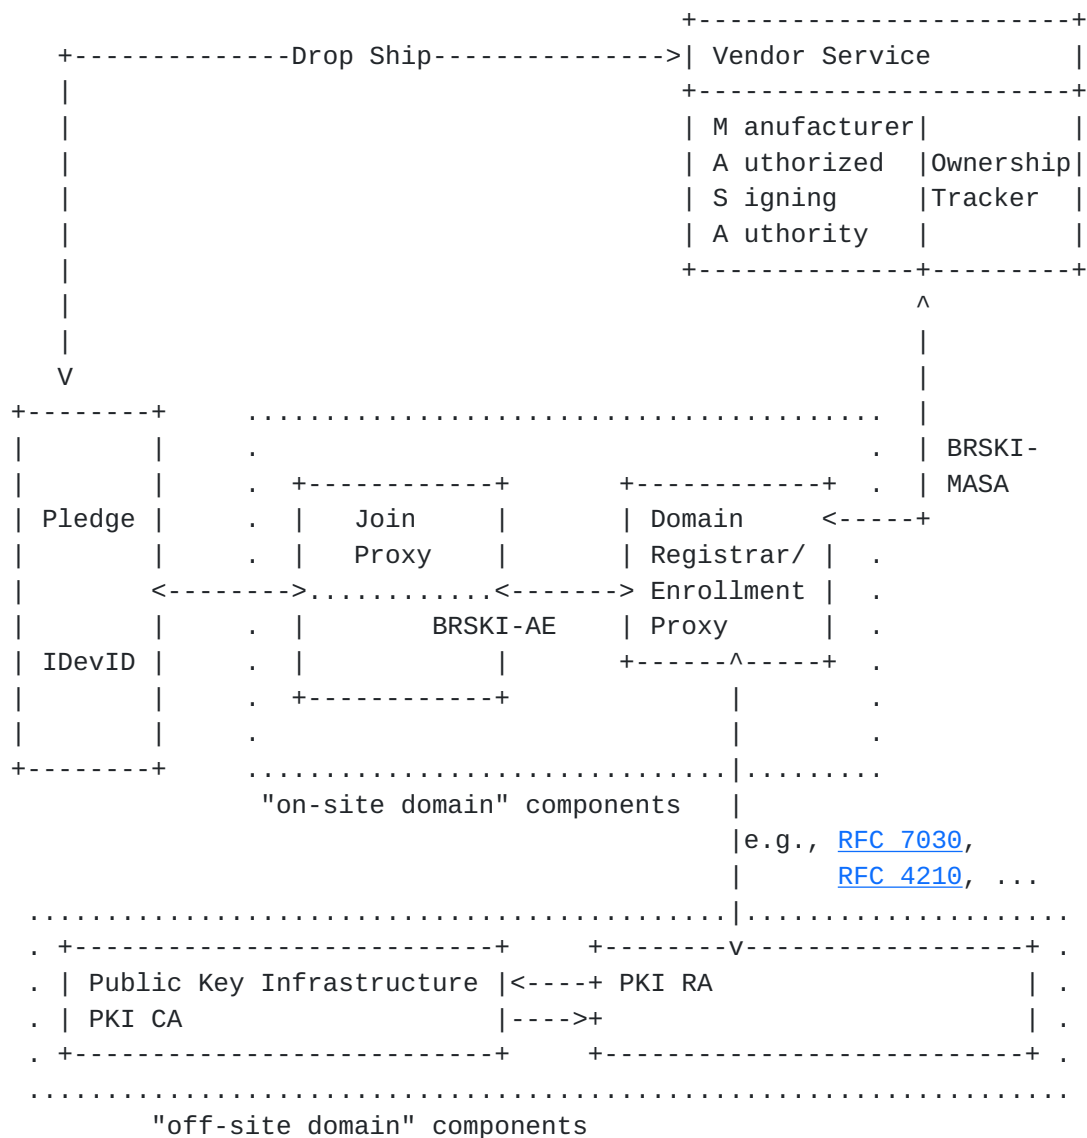 Drop Ship
Vendor Service
M anufacturer
A uthorized
S igning
A uthority
Ownership
Tracker
BRSKI-
MASA
Pledge
IDevID
Join
Proxy
BRSKI-AE
Domain
Registrar/
Enrollment
Proxy
"on-site domain" components
e.g., RFC 7030,
RFC 4210, ...
Public Key Infrastructure
PKI CA
PKI RA
"off-site domain" components